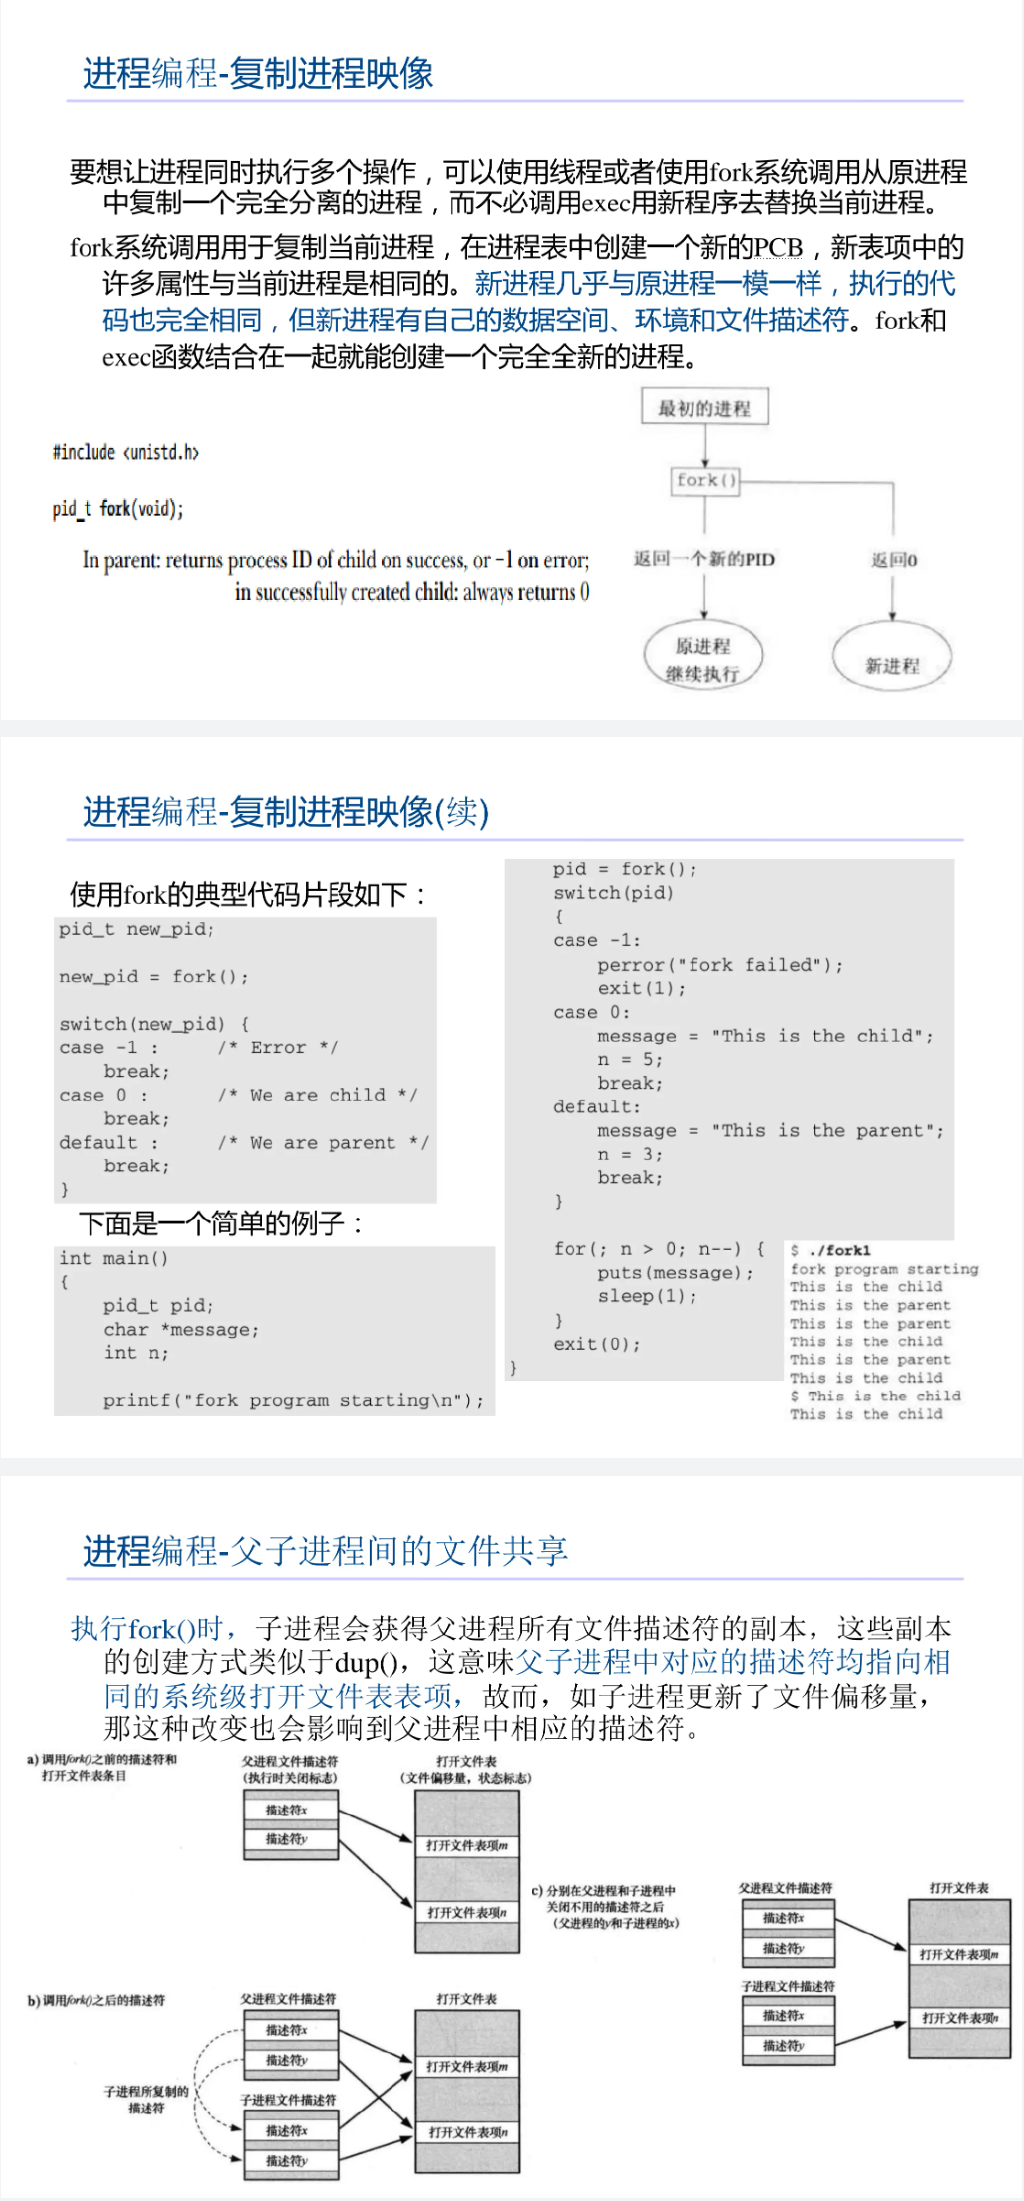 进程编程-复制进程映像
要想让进程同时执行多个操作，可以使用线程或者使用fork系统调用从原进程
中复制一个完全分离的进程，而不必调用exec用新程序去替换当前进程。
fork系统调用用于复制当前进程，在进程表中创建一个新的PCB，新表项中的
许多属性与当前进程是相同的。新进程几乎与原进程一模一样，执行的代
码也完全相同，但新进程有自己的数据空间、环境和文件描述符。fork和
exec函数结合在一起就能创建一个完全全新的进程。
#include <unistd.h>
pid_t fork(void);
In parent: returns process ID of child on success, or −1 on error;
in successfully created child: always returns 0
最初的进程
fork()
返回一个新的PID
返回0
原进程
继续执行
新进程
进程编程-复制进程映像(续)
使用fork的典型代码片段如下：
pid_t new_pid;
new_pid = fork();
switch(new_pid) {
case -1 :      /* Error */
    break;
case 0 :       /* We are child */
    break;
default :      /* We are parent */
    break;
}
下面是一个简单的例子：
int main()
{
    pid_t pid;
    char *message;
    int n;
    printf("fork program starting\n");
    pid = fork();
    switch(pid)
    {
    case -1:
        perror("fork failed");
        exit(1);
    case 0:
        message = "This is the child";
        n = 5;
        break;
    default:
        message = "This is the parent";
        n = 3;
        break;
    }
    for(; n > 0; n--) {
        puts(message);
        sleep(1);
    }
    exit(0);
}
$ ./fork1
fork program starting
This is the child
This is the parent
This is the parent
This is the child
This is the parent
This is the child
$ This is the child
This is the child
进程编程-父子进程间的文件共享
执行fork()时，子进程会获得父进程所有文件描述符的副本，这些副本
的创建方式类似于dup()，这意味父子进程中对应的描述符均指向相
同的系统级打开文件表表项，故而，如子进程更新了文件偏移量，
那这种改变也会影响到父进程中相应的描述符。
a) 调用fork()之前的描述符和
打开文件表条目
父进程文件描述符
(执行时关闭标志)
描述符x
描述符y
打开文件表
(文件偏移量，状态标志)
打开文件表项m
打开文件表项n
b) 调用fork()之后的描述符
父进程文件描述符
描述符x
描述符y
子进程所复制的
描述符
子进程文件描述符
描述符x
描述符y
打开文件表
打开文件表项m
打开文件表项n
c) 分别在父进程和子进程中
关闭不用的描述符之后
(父进程的y和子进程的x)
父进程文件描述符
描述符x
描述符y
子进程文件描述符
描述符x
描述符y
打开文件表
打开文件表项m
打开文件表项n